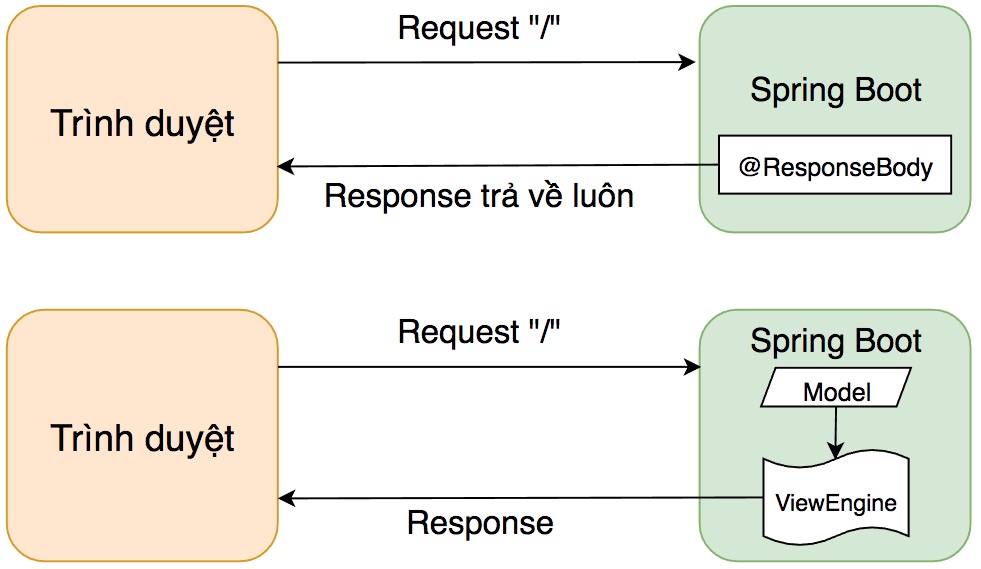 Request "/"
Trình duyệt
Spring Boot
@ResponseBody
Response trả về luôn
Request "/"
Trình duyệt
Spring Boot
Model
ViewEngine
Response